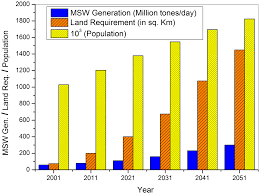 MSW Generation (Million tones/day)
Land Requirement (in sq. Km)
10⁶ (Population)
MSW Gen. / Land Req. / Population
2000
1800
1600
1400
1200
1000
800
600
400
200
0
2001 2011 2021 2031 2041 2051
Year